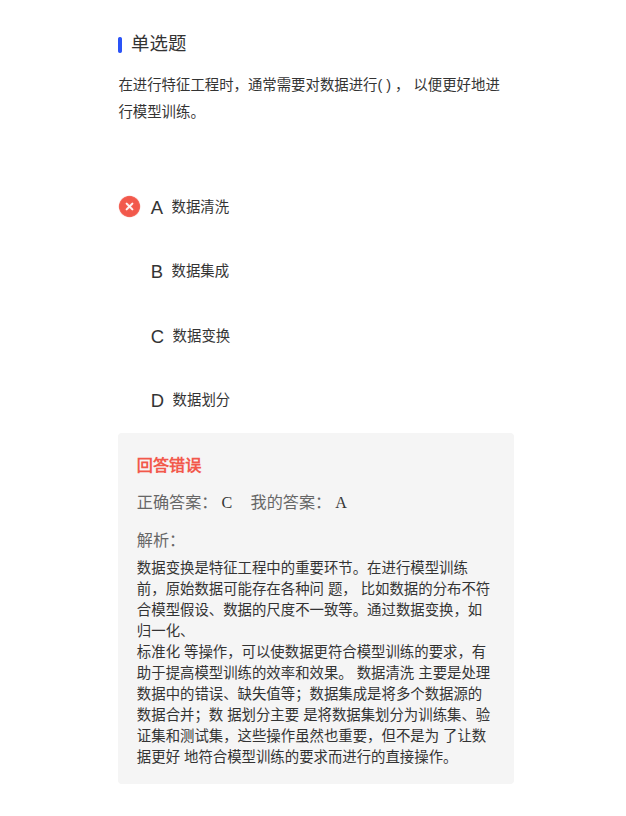 单选题
在进行特征工程时，通常需要对数据进行( ) ， 以便更好地进
行模型训练。
A 数据清洗
B 数据集成
C 数据变换
D 数据划分
回答错误
正确答案： C 我的答案： A
解析：
数据变换是特征工程中的重要环节。在进行模型训练
前，原始数据可能存在各种问 题， 比如数据的分布不符
合模型假设、数据的尺度不一致等。通过数据变换，如
归一化、
标准化 等操作，可以使数据更符合模型训练的要求，有
助于提高模型训练的效率和效果。 数据清洗 主要是处理
数据中的错误、缺失值等；数据集成是将多个数据源的
数据合并；数 据划分主要 是将数据集划分为训练集、验
证集和测试集，这些操作虽然也重要，但不是为 了让数
据更好 地符合模型训练的要求而进行的直接操作。